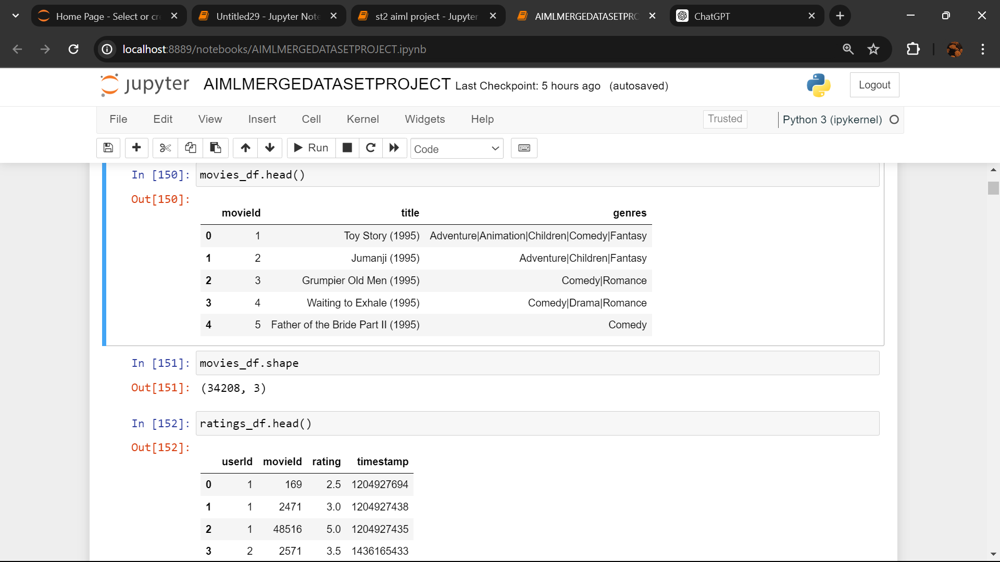 Home Page - Select or cr
Untitled29 - Jupyter Note
st2 aiml project - Jupyter
AIMLMERGEDATASETPRO
ChatGPT
localhost:8889/notebooks/AIMLMERGEDATASETPROJECT.ipynb
jupyter AIMLMERGEDATASETPROJECT Last Checkpoint: 5 hours ago (autosaved)
Logout
File Edit View Insert Cell Kernel Widgets Help Trusted Python 3 (ipykernel)
Run Code
In [150]: movies_df.head()
Out[150]:
movieId title genres
0 1 Toy Story (1995) Adventure|Animation|Children|Comedy|Fantasy
1 2 Jumanji (1995) Adventure|Children|Fantasy
2 3 Grumpier Old Men (1995) Comedy|Romance
3 4 Waiting to Exhale (1995) Comedy|Drama|Romance
4 5 Father of the Bride Part II (1995) Comedy
In [151]: movies_df.shape
Out[151]: (34208, 3)
In [152]: ratings_df.head()
Out[152]:
userId movieId rating timestamp
0 1 169 2.5 1204927694
1 1 2471 3.0 1204927438
2 1 48516 5.0 1204927435
3 2 2571 3.5 1436165433